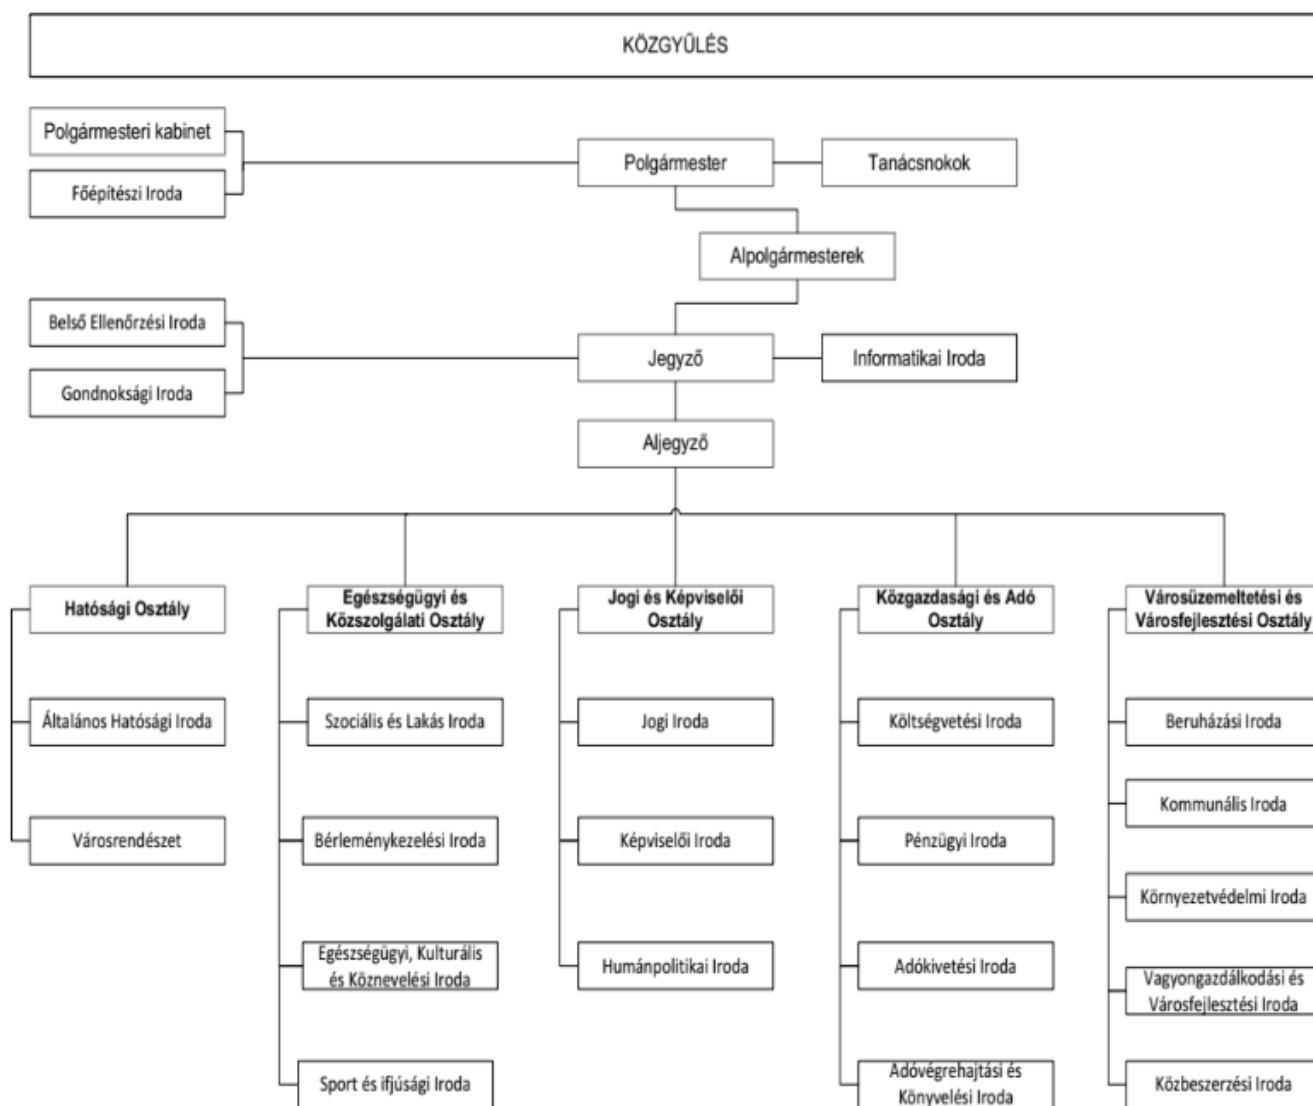 KÖZGYŰLÉS
Polgármesteri kabinet
Polgármester
Tanácsnokok
Főépítészi Iroda
Alpolgármesterek
Belső Ellenőrzési Iroda
Jegyző
Informatikai Iroda
Gondnoksági Iroda
Aljegyző
Hatósági Osztály
Egészségügyi és
Közszolgálati Osztály
Jogi és Képviselői
Osztály
Közgazdasági és Adó
Osztály
Városüzemeltetési és
Városfejlesztési Osztály
Általános Hatósági Iroda
Szociális és Lakás Iroda
Jogi Iroda
Költségvetési Iroda
Beruházási Iroda
Kommunális Iroda
Városrendészet
Bérleménykezelési Iroda
Képviselői Iroda
Pénzügyi Iroda
Környezetvédelmi Iroda
Egészségügyi, Kulturális
és Köznevelési Iroda
Humánpolitikai Iroda
Adókivetési Iroda
Vagyongazdálkodási és
Városfejlesztési Iroda
Sport és ifjúsági Iroda
Adóvégrehajtási és
Könyvelési Iroda
Közbeszerzési Iroda